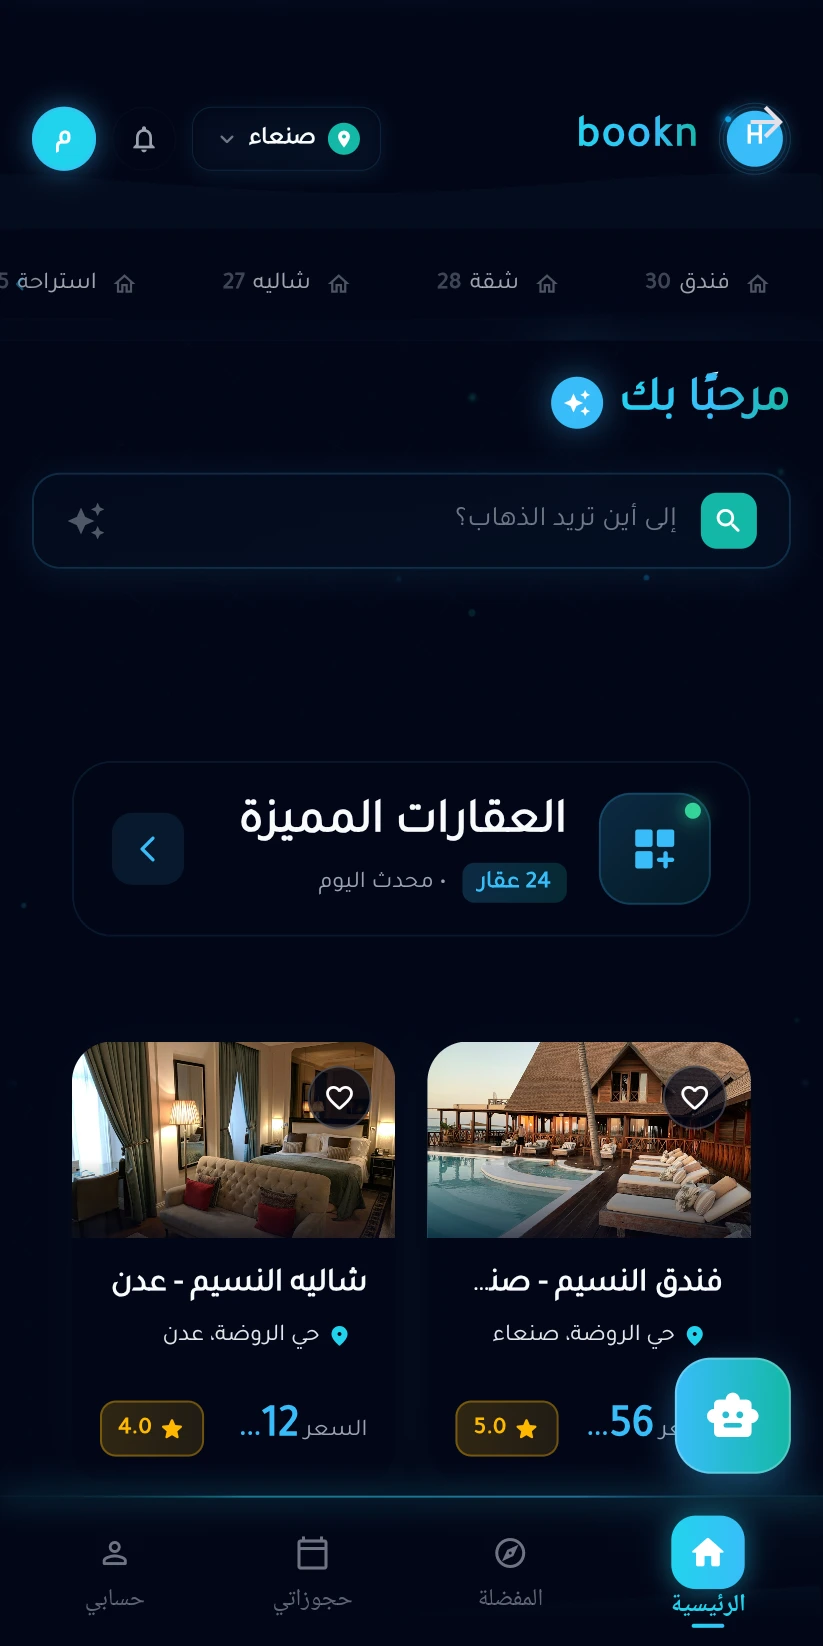 H bookn صنعاء م
فندق 30 شقة 28 شاليه 27 استراحة 5
مرحبًا بك
إلى أين تريد الذهاب؟
العقارات المميزة
24 عقار • محدث اليوم
فندق النسيم - صنـ...
حي الروضة، صنعاء
56... 5.0
شاليه النسيم - عدن
حي الروضة، عدن
السعر 12... 4.0
الرئيسية المفضلة حجوزاتي حسابي